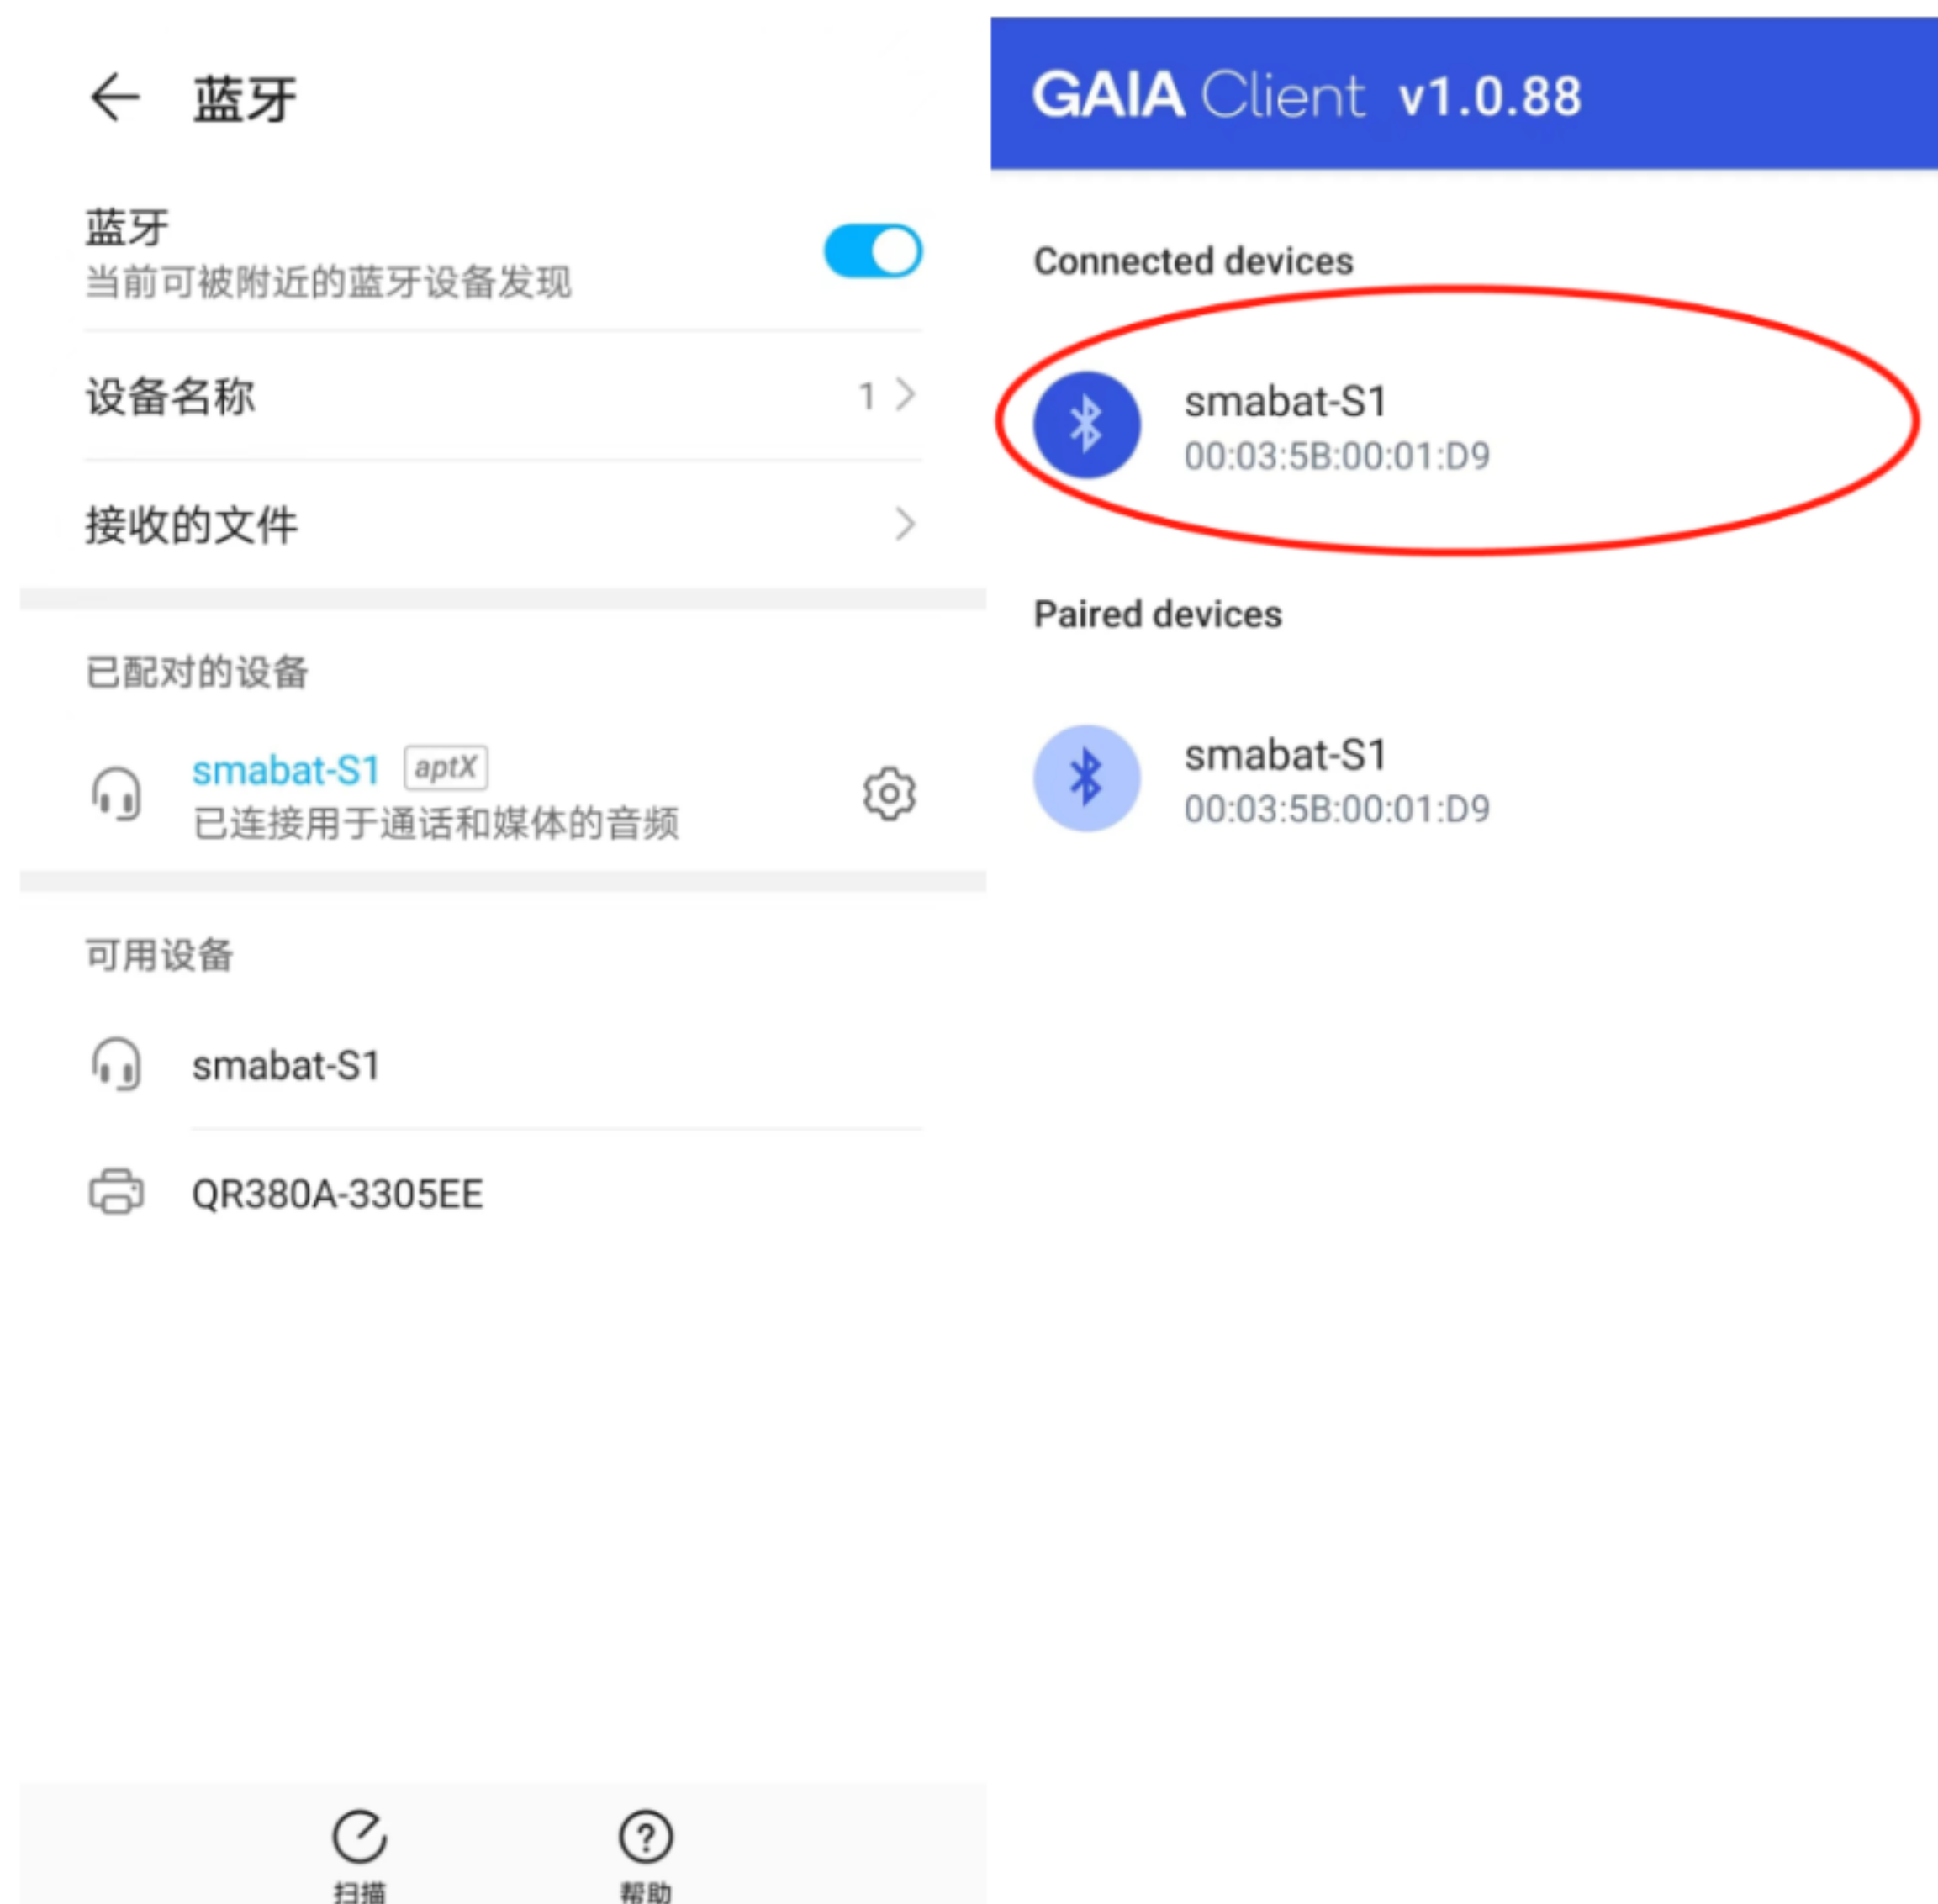 蓝牙
蓝牙
当前可被附近的蓝牙设备发现
设备名称 1
接收的文件
已配对的设备
smabat-S1 aptX
已连接用于通话和媒体的音频
可用设备
smabat-S1
QR380A-3305EE
扫描 帮助
GAIA Client v1.0.88
Connected devices
smabat-S1
00:03:5B:00:01:D9
Paired devices
smabat-S1
00:03:5B:00:01:D9